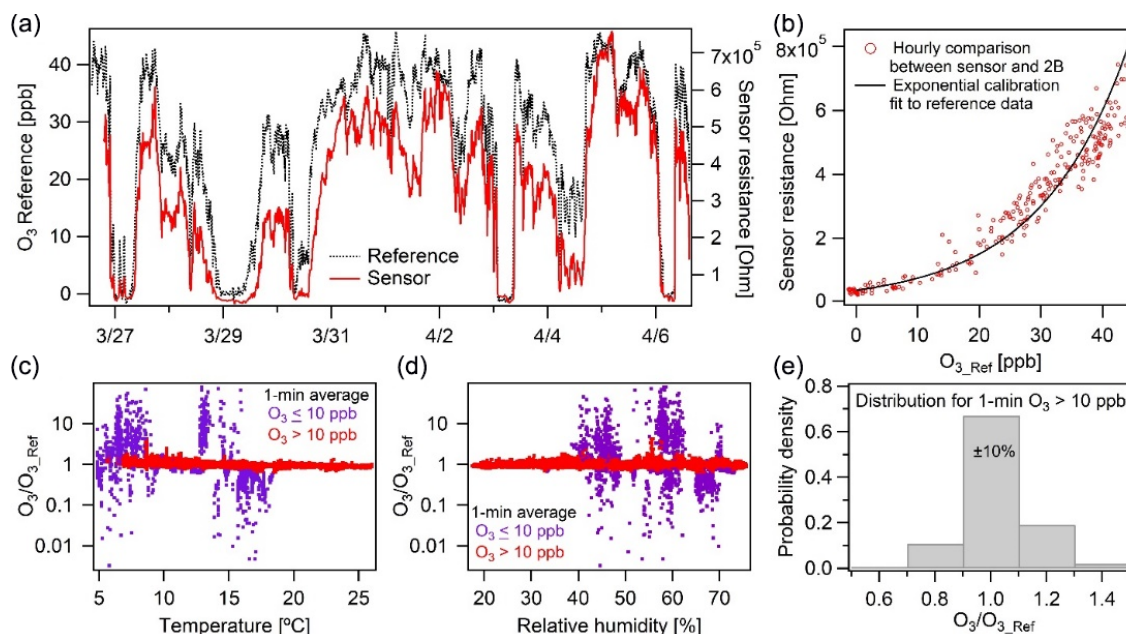 (a)
O3 Reference [ppb]
40
30
20
10
0
7x10^5
6
5
4
3
2
1
Sensor resistance
[Ohm]
Reference
Sensor
3/27
3/29
3/31
4/2
4/4
4/6
(b)
Sensor resistance [Ohm]
8x10^5
6
4
2
0
Hourly comparison
between sensor and 2B
Exponential calibration
fit to reference data
0
10
20
30
40
O3_Ref [ppb]
(c)
O3/O3_Ref
10
1
0.1
0.01
1-min average
O3 ≤ 10 ppb
O3 > 10 ppb
5
10
15
20
25
Temperature [ºC]
(d)
O3/O3_Ref
10
1
0.1
0.01
1-min average
O3 ≤ 10 ppb
O3 > 10 ppb
20
30
40
50
60
70
Relative humidity [%]
(e)
Probability density
0.8
0.6
0.4
0.2
0.0
Distribution for 1-min O3 > 10 ppb
±10%
0.6
0.8
1.0
1.2
1.4
O3/O3_Ref